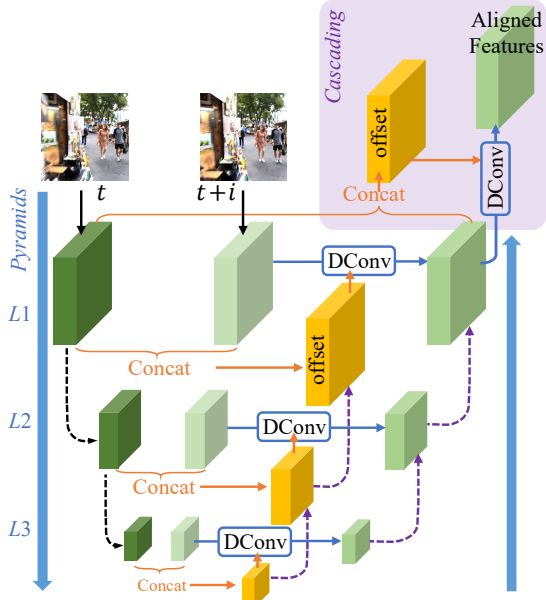 Aligned
Features
Cascading
offset
DConv
Concat
t
t+i
Pyramids
DConv
L1
offset
Concat
L2
DConv
Concat
L3
DConv
Concat